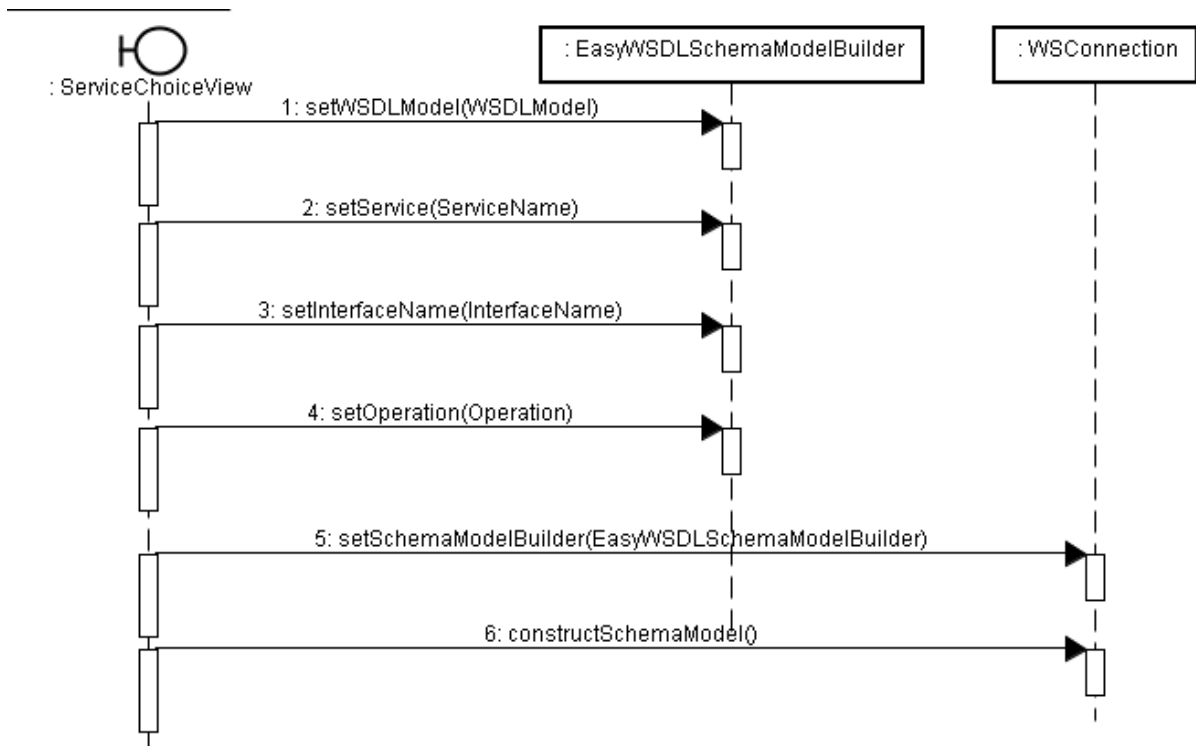 : ServiceChoiceView
: EasyWSDLSchemaModelBuilder
: WSConnection
1: setWSDLModel(WSDLModel)
2: setService(ServiceName)
3: setInterfaceName(InterfaceName)
4: setOperation(Operation)
5: setSchemaModelBuilder(EasyWSDLSchemaModelBuilder)
6: constructSchemaModel()